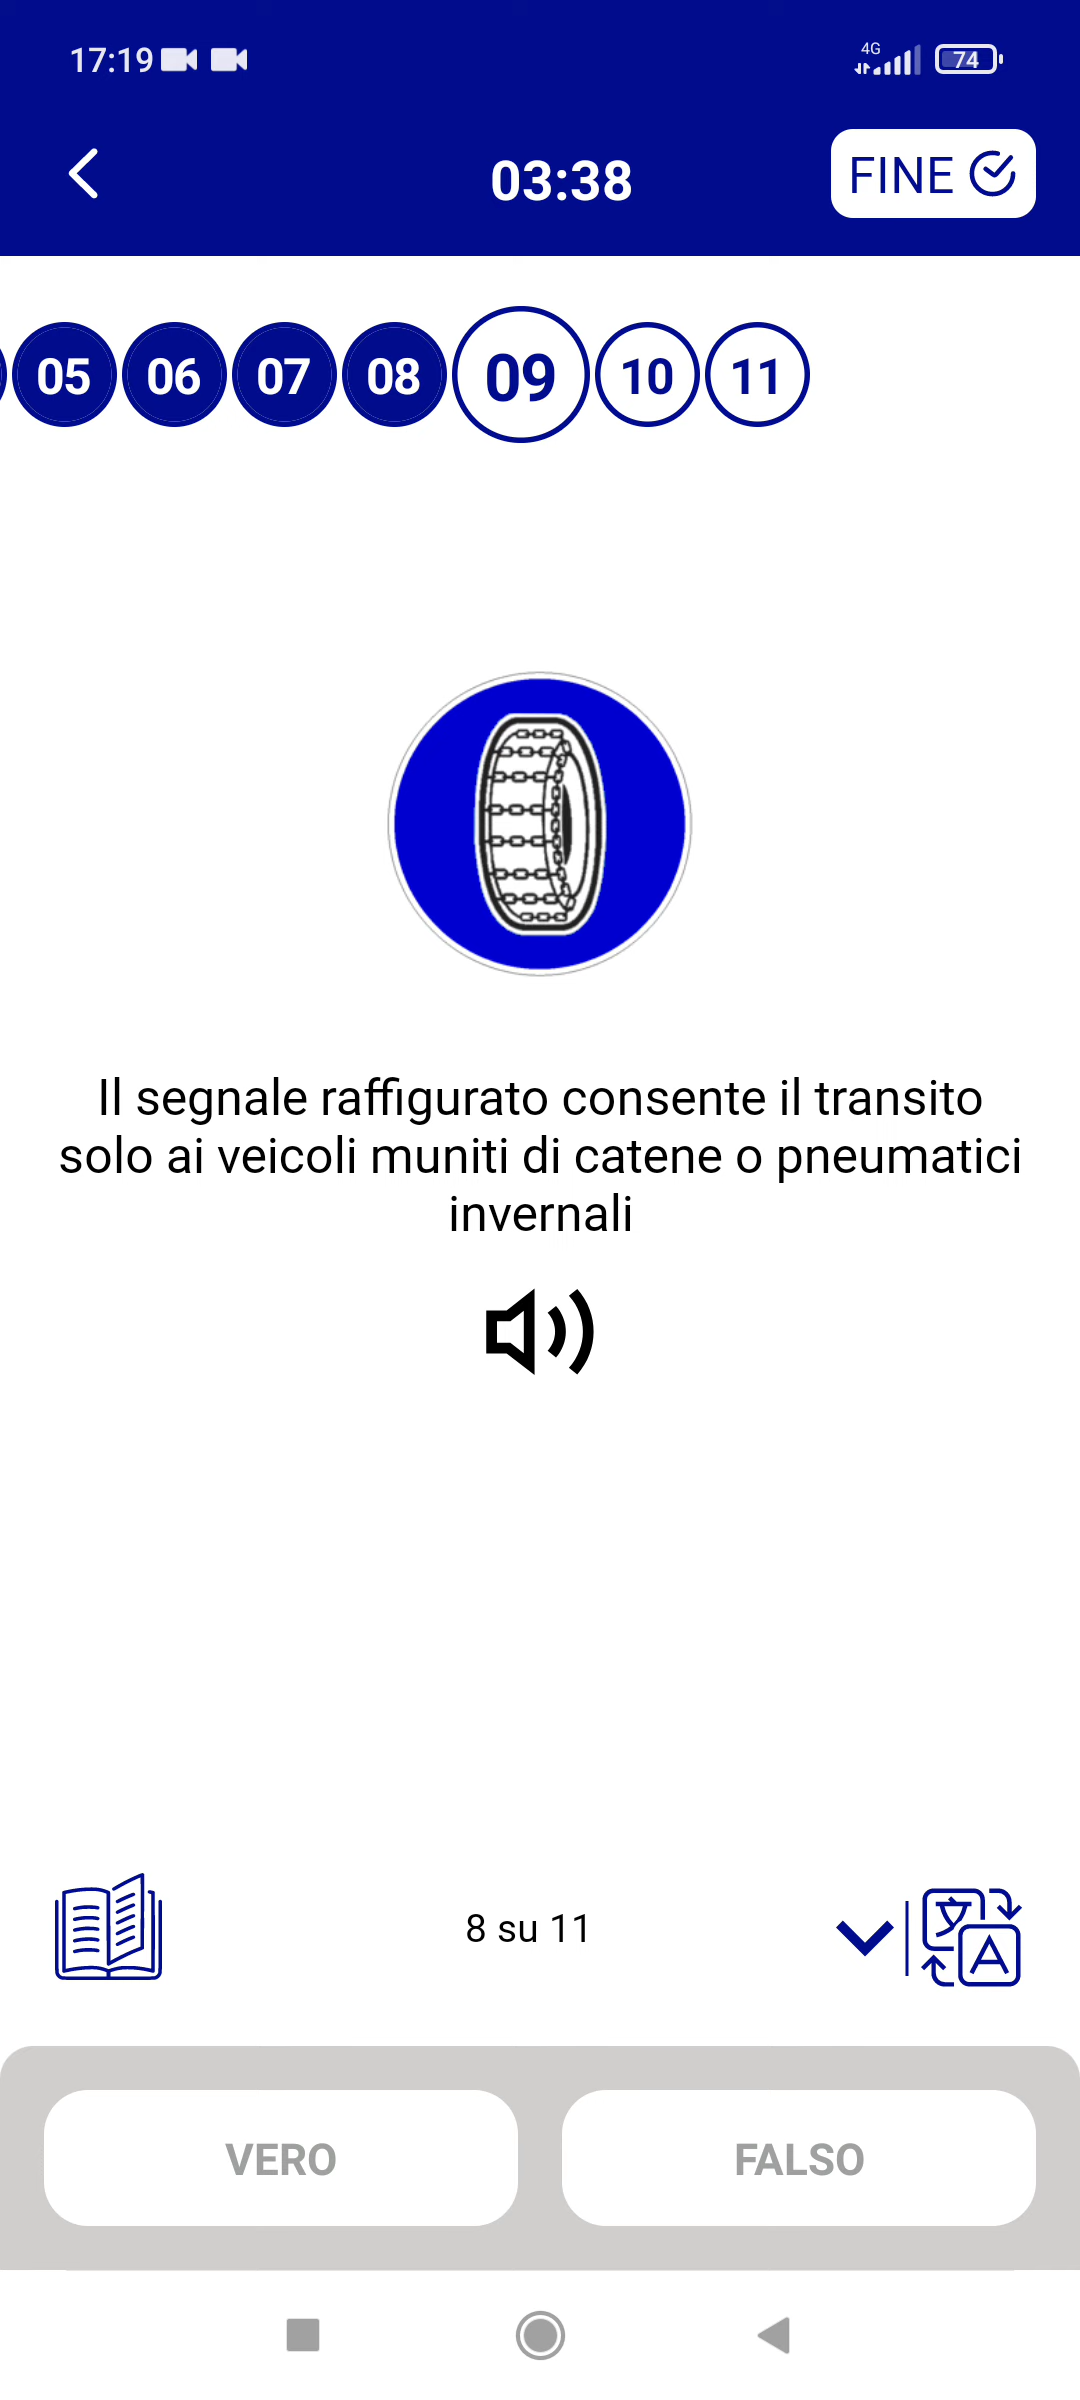 17:19
4G
74
03:38
FINE
05 06 07 08 09 10 11
Il segnale raffigurato consente il transito
solo ai veicoli muniti di catene o pneumatici
invernali
文
A
8 su 11
VERO
FALSO